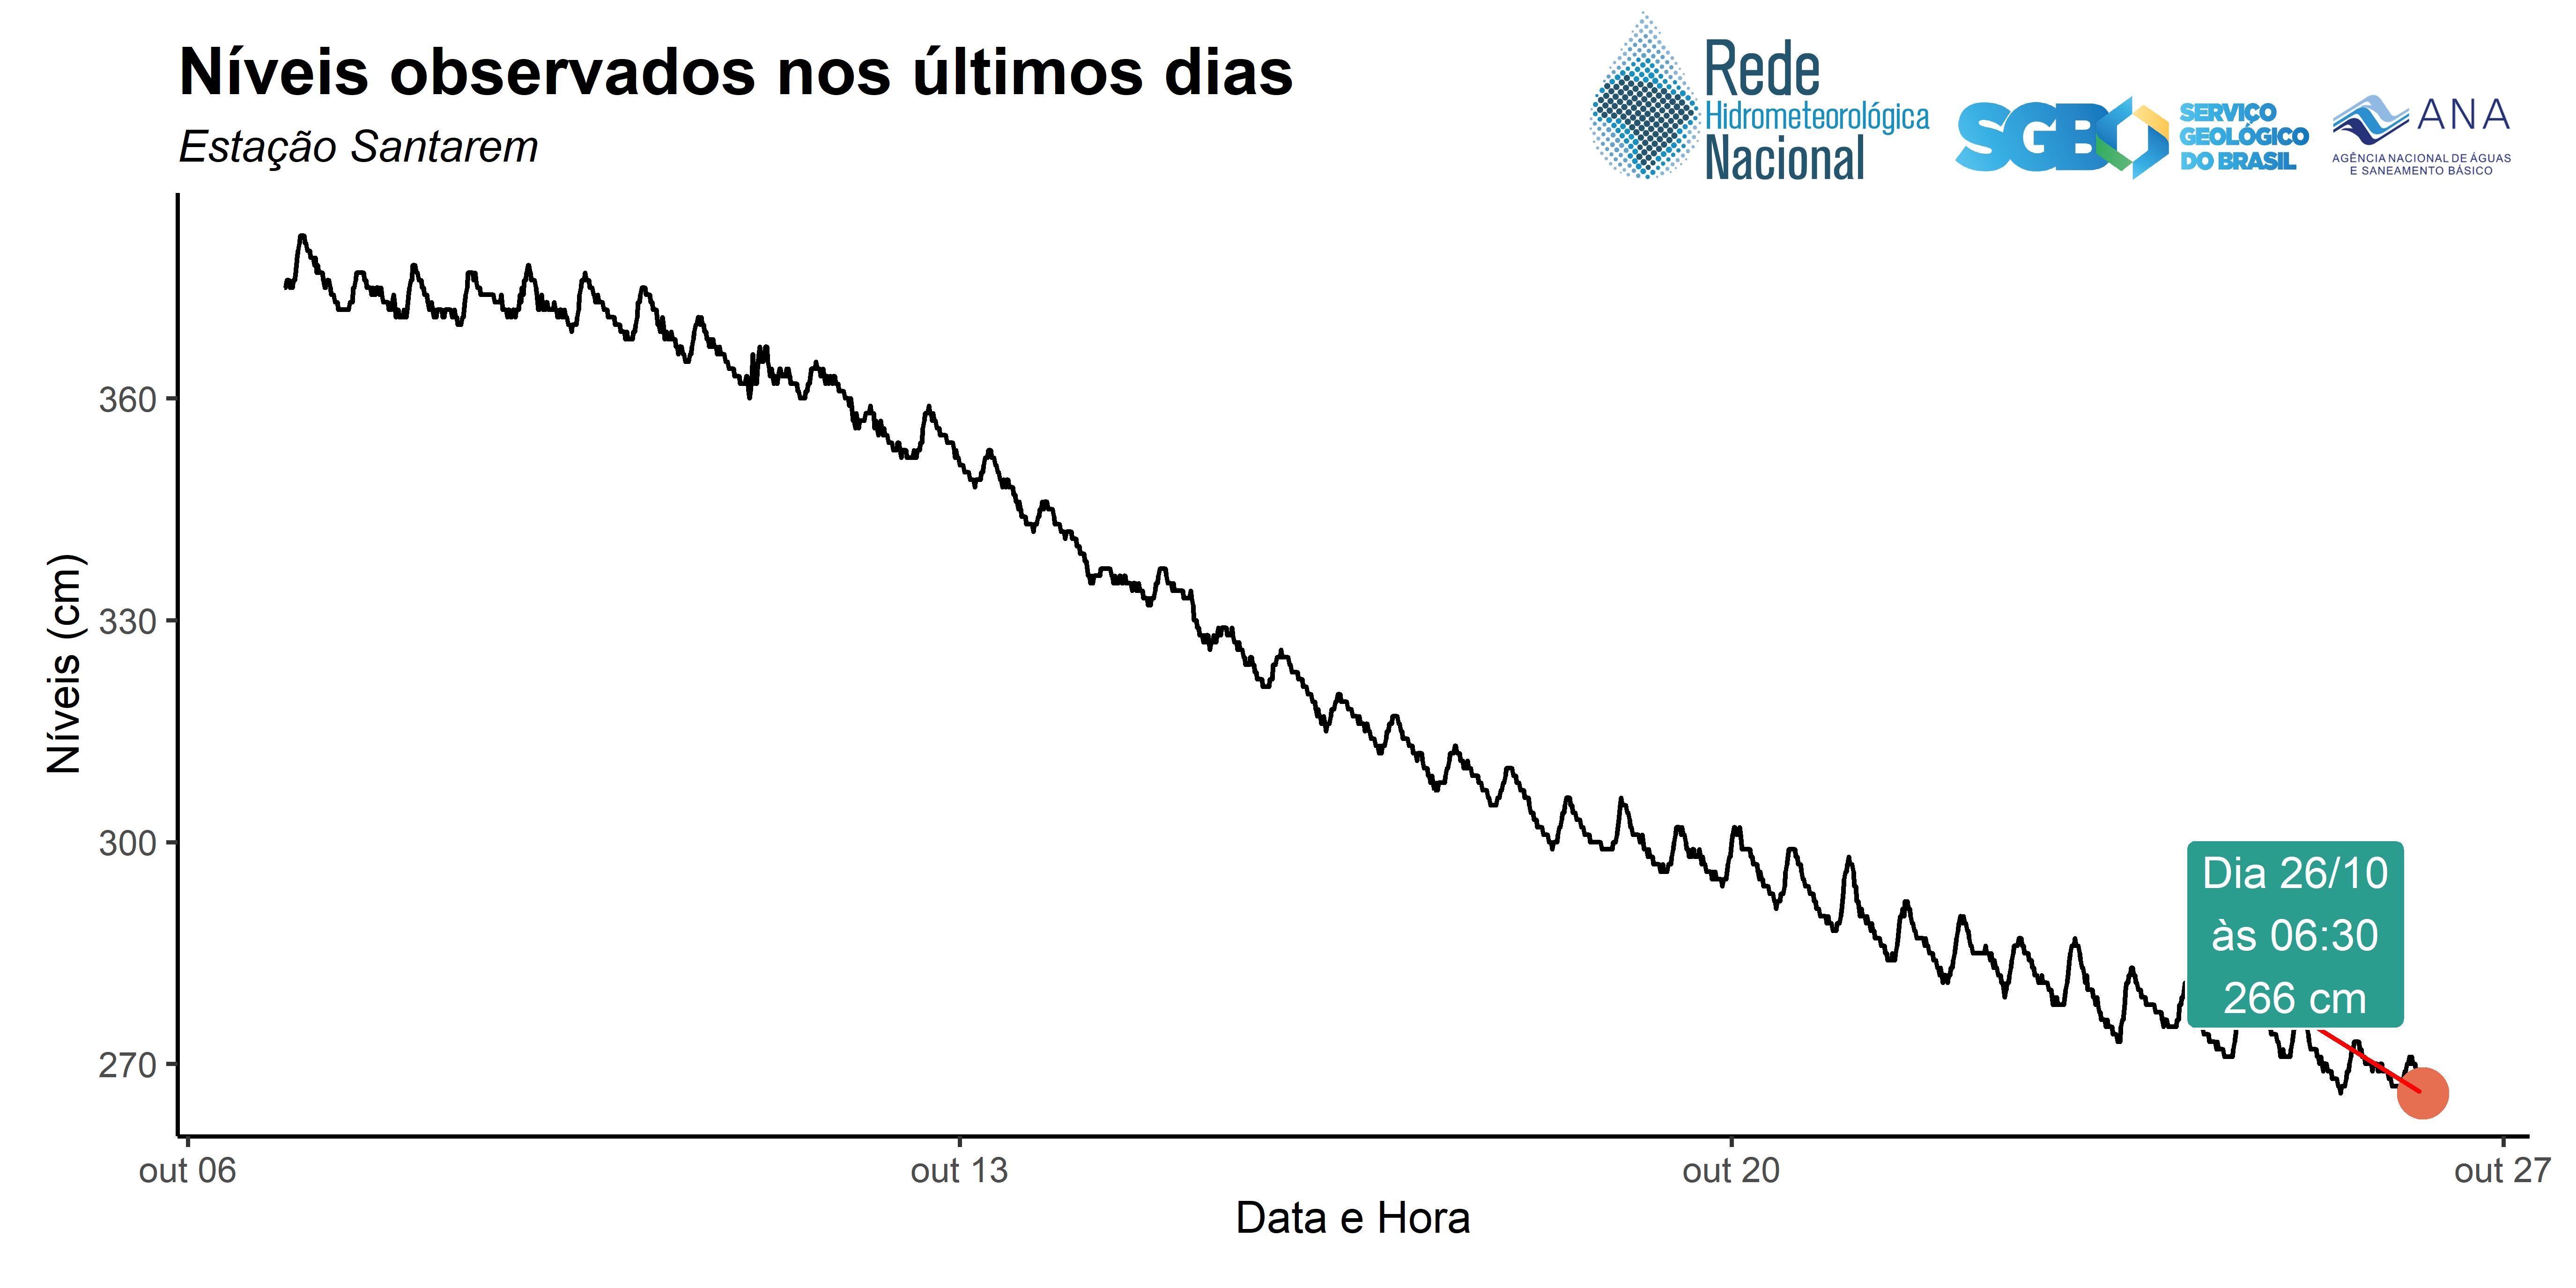 Níveis observados nos últimos dias
Estação Santarem
Rede
Hidrometeorológica
Nacional
SGB
SERVIÇO
GEOLÓGICO
DO BRASIL
ANA
AGÊNCIA NACIONAL DE ÁGUAS
E SANEAMENTO BÁSICO
Níveis (cm)
360
330
300
270
Dia 26/10
às 06:30
266 cm
out 06
out 13
out 20
out 27
Data e Hora